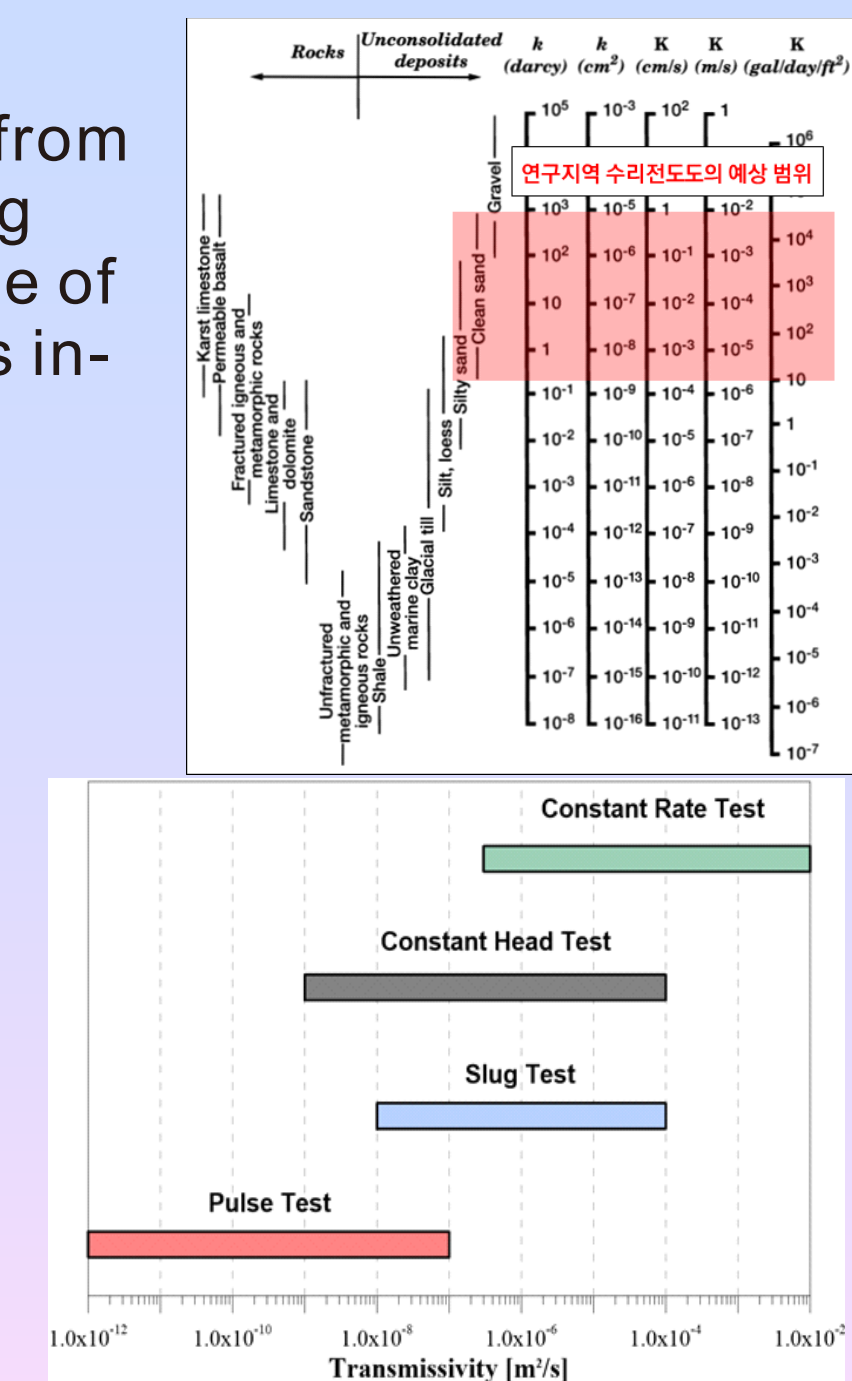 from
g
e of
s in-
Rocks
Unconsolidated
deposits
k
(darcy)
k
(cm²)
K
(cm/s)
K
(m/s)
K
(gal/day/ft²)
연구지역 수리전도도의 예상 범위
Karst limestone
Permeable basalt
Fractured igneous and
metamorphic rocks
Limestone and
dolomite
Sandstone
Unfractured
metamorphic and
igneous rocks
Shale
Unweathered
marine clay
Glacial till
Silt, loess
Silty sand
Clean sand
Gravel
10⁵ 10⁻³ 10² 1
10⁶
10³ 10⁻⁵ 1 10⁻²
10⁴
10² 10⁻⁶ 10⁻¹ 10⁻³
10³
10 10⁻⁷ 10⁻² 10⁻⁴
10²
1 10⁻⁸ 10⁻³ 10⁻⁵
10
10⁻¹ 10⁻⁹ 10⁻⁴ 10⁻⁶
1
10⁻² 10⁻¹⁰ 10⁻⁵ 10⁻⁷
10⁻¹
10⁻³ 10⁻¹¹ 10⁻⁶ 10⁻⁸
10⁻²
10⁻⁴ 10⁻¹² 10⁻⁷ 10⁻⁹
10⁻³
10⁻⁵ 10⁻¹³ 10⁻⁸ 10⁻¹⁰
10⁻⁴
10⁻⁶ 10⁻¹⁴ 10⁻⁹ 10⁻¹¹
10⁻⁵
10⁻⁷ 10⁻¹⁵ 10⁻¹⁰ 10⁻¹²
10⁻⁶
10⁻⁸ 10⁻¹⁶ 10⁻¹¹ 10⁻¹³
10⁻⁷
Constant Rate Test
Constant Head Test
Slug Test
Pulse Test
1.0x10⁻¹² 1.0x10⁻¹⁰ 1.0x10⁻⁸ 1.0x10⁻⁶ 1.0x10⁻⁴ 1.0x10⁻²
Transmissivity [m²/s]